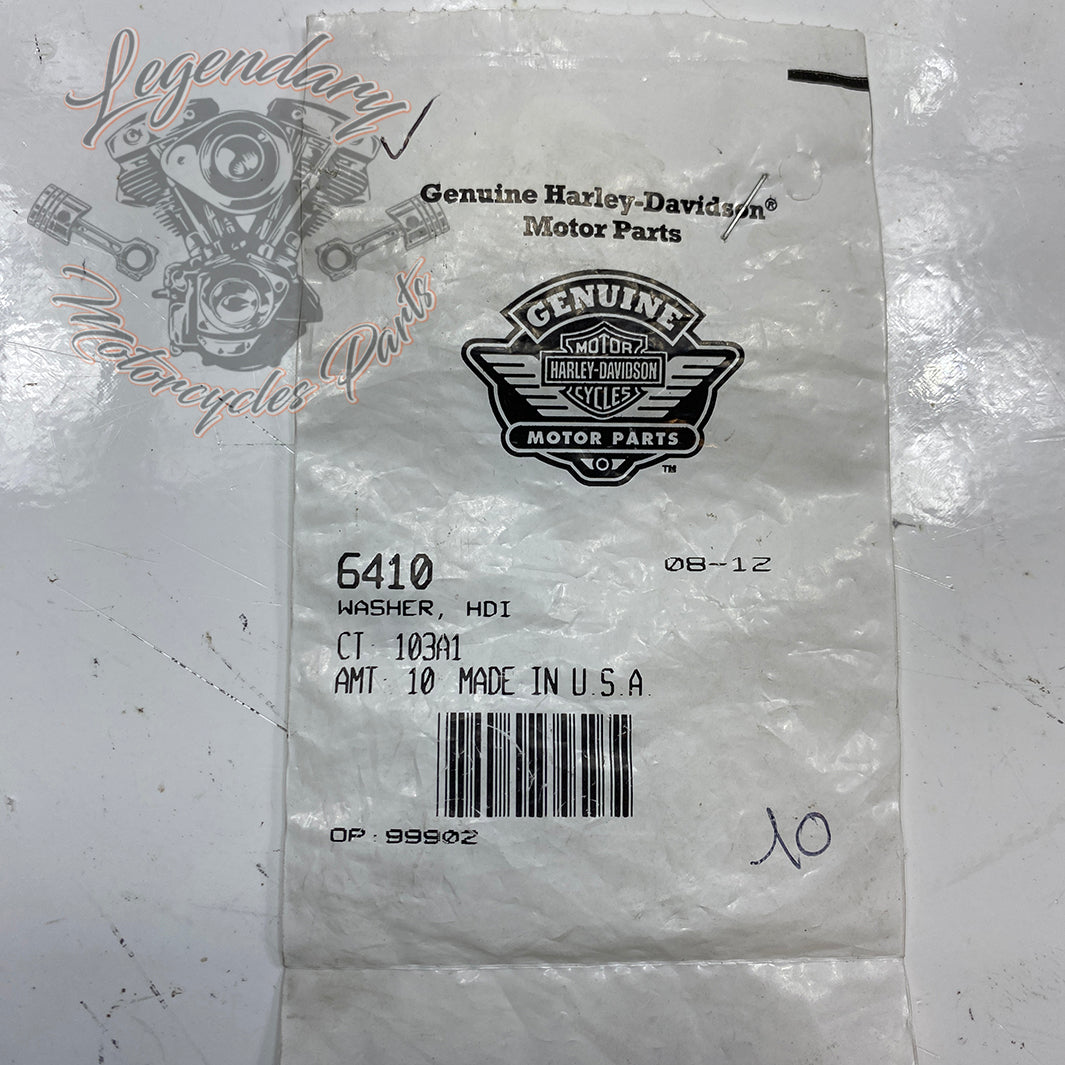 Legendary
Motorcycles Parts
Genuine Harley-Davidson®
Motor Parts
GENUINE
MOTOR
HARLEY-DAVIDSON
CYCLES
MOTOR PARTS
TM
6410
08-12
WASHER, HDI
CT 103A1
AMT 10 MADE IN U.S.A.
OP 99902
10